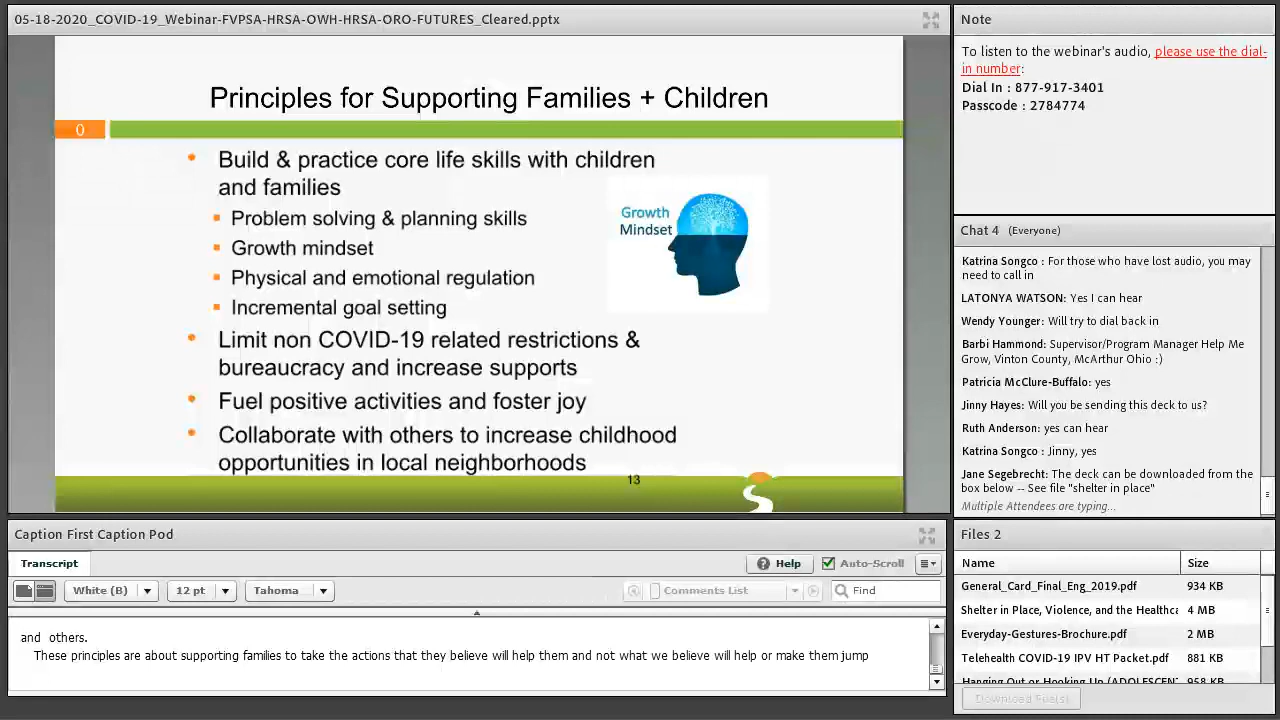 05-18-2020_COVID-19_Webinar-FVPSA-HRSA-OWH-HRSA-ORO-FUTURES_Cleared.pptx
Principles for Supporting Families + Children
0
• Build & practice core life skills with children
and families
Problem solving & planning skills
Growth mindset
Physical and emotional regulation
Incremental goal setting
• Limit non COVID-19 related restrictions &
bureaucracy and increase supports
• Fuel positive activities and foster joy
• Collaborate with others to increase childhood
opportunities in local neighborhoods
Growth
Mindset
13
Caption First Caption Pod
Transcript
Help
Auto-Scroll
White (B)
12 pt
Tahoma
Comments List
Find
and others.
These principles are about supporting families to take the actions that they believe will help them and not what we believe will help or make them jump
Note
To listen to the webinar's audio, please use the dial-
in number:
Dial In : 877-917-3401
Passcode : 2784774
Chat 4 (Everyone)
Katrina Songco : For those who have lost audio, you may
need to call in
LATONYA WATSON: Yes I can hear
Wendy Younger: Will try to dial back in
Barbi Hammond: Supervisor/Program Manager Help Me
Grow, Vinton County, McArthur Ohio :)
Patricia McClure-Buffalo: yes
Jinny Hayes: Will you be sending this deck to us?
Ruth Anderson: yes can hear
Katrina Songco : Jinny, yes
Jane Segebrecht: The deck can be downloaded from the
box below -- See file "shelter in place"
Multiple Attendees are typing...
Files 2
Name Size
General_Card_Final_Eng_2019.pdf 934 KB
Shelter in Place, Violence, and the Healthca 4 MB
Everyday-Gestures-Brochure.pdf 2 MB
Telehealth COVID-19 IPV HT Packet.pdf 881 KB
Hanging Out or Hooking Up (ADOLESCEN 958 KB
Download File(s)